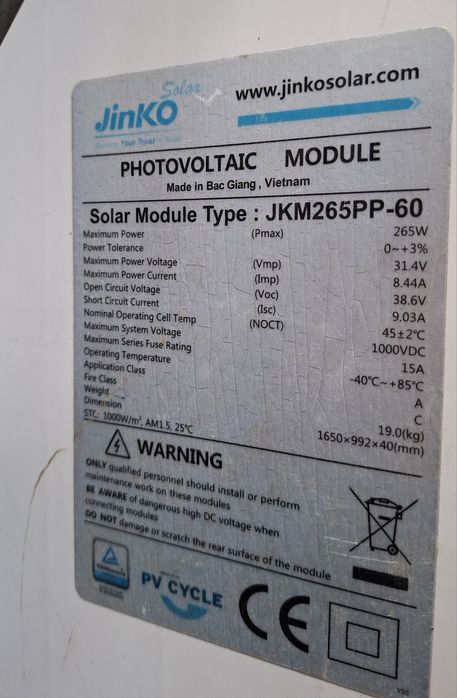 Solar
JinKO
www.jinkosolar.com
Your Trust
PHOTOVOLTAIC MODULE
Made in Bac Giang , Vietnam
Solar Module Type : JKM265PP-60
Maximum Power (Pmax) 265W
Power Tolerance 0~+3%
Maximum Power Voltage (Vmp) 31.4V
Maximum Power Current (Imp) 8.44A
Open Circuit Voltage (Voc) 38.6V
Short Circuit Current (Isc) 9.03A
Nominal Operating Cell Temp (NOCT) 45±2℃
Maximum System Voltage 1000VDC
Maximum Series Fuse Rating 15A
Operating Temperature -40℃~+85℃
Application Class A
Fire Class C
Weight 19.0(kg)
Dimension 1650×992×40(mm)
STC: 1000W/m², AM1.5, 25℃
WARNING
ONLY qualified personnel should install or perform
maintenance work on these modules
BE AWARE of dangerous high DC voltage when
connecting modules
DO NOT damage or scratch the rear surface of the module
PV CYCLE
CE